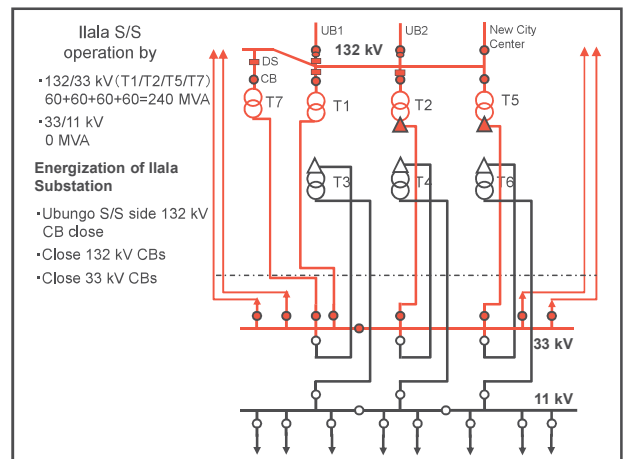 Ilala S/S
operation by
・132/33 kV(T1/T2/T5/T7)
60+60+60+60=240 MVA
・33/11 kV
0 MVA
Energization of Ilala
Substation
・Ubungo S/S side 132 kV
CB close
・Close 132 kV CBs
・Close 33 kV CBs
UB1
UB2
New City
Center
132 kV
DS
CB
T7
T1
T2
T5
T3
T4
T6
33 kV
11 kV